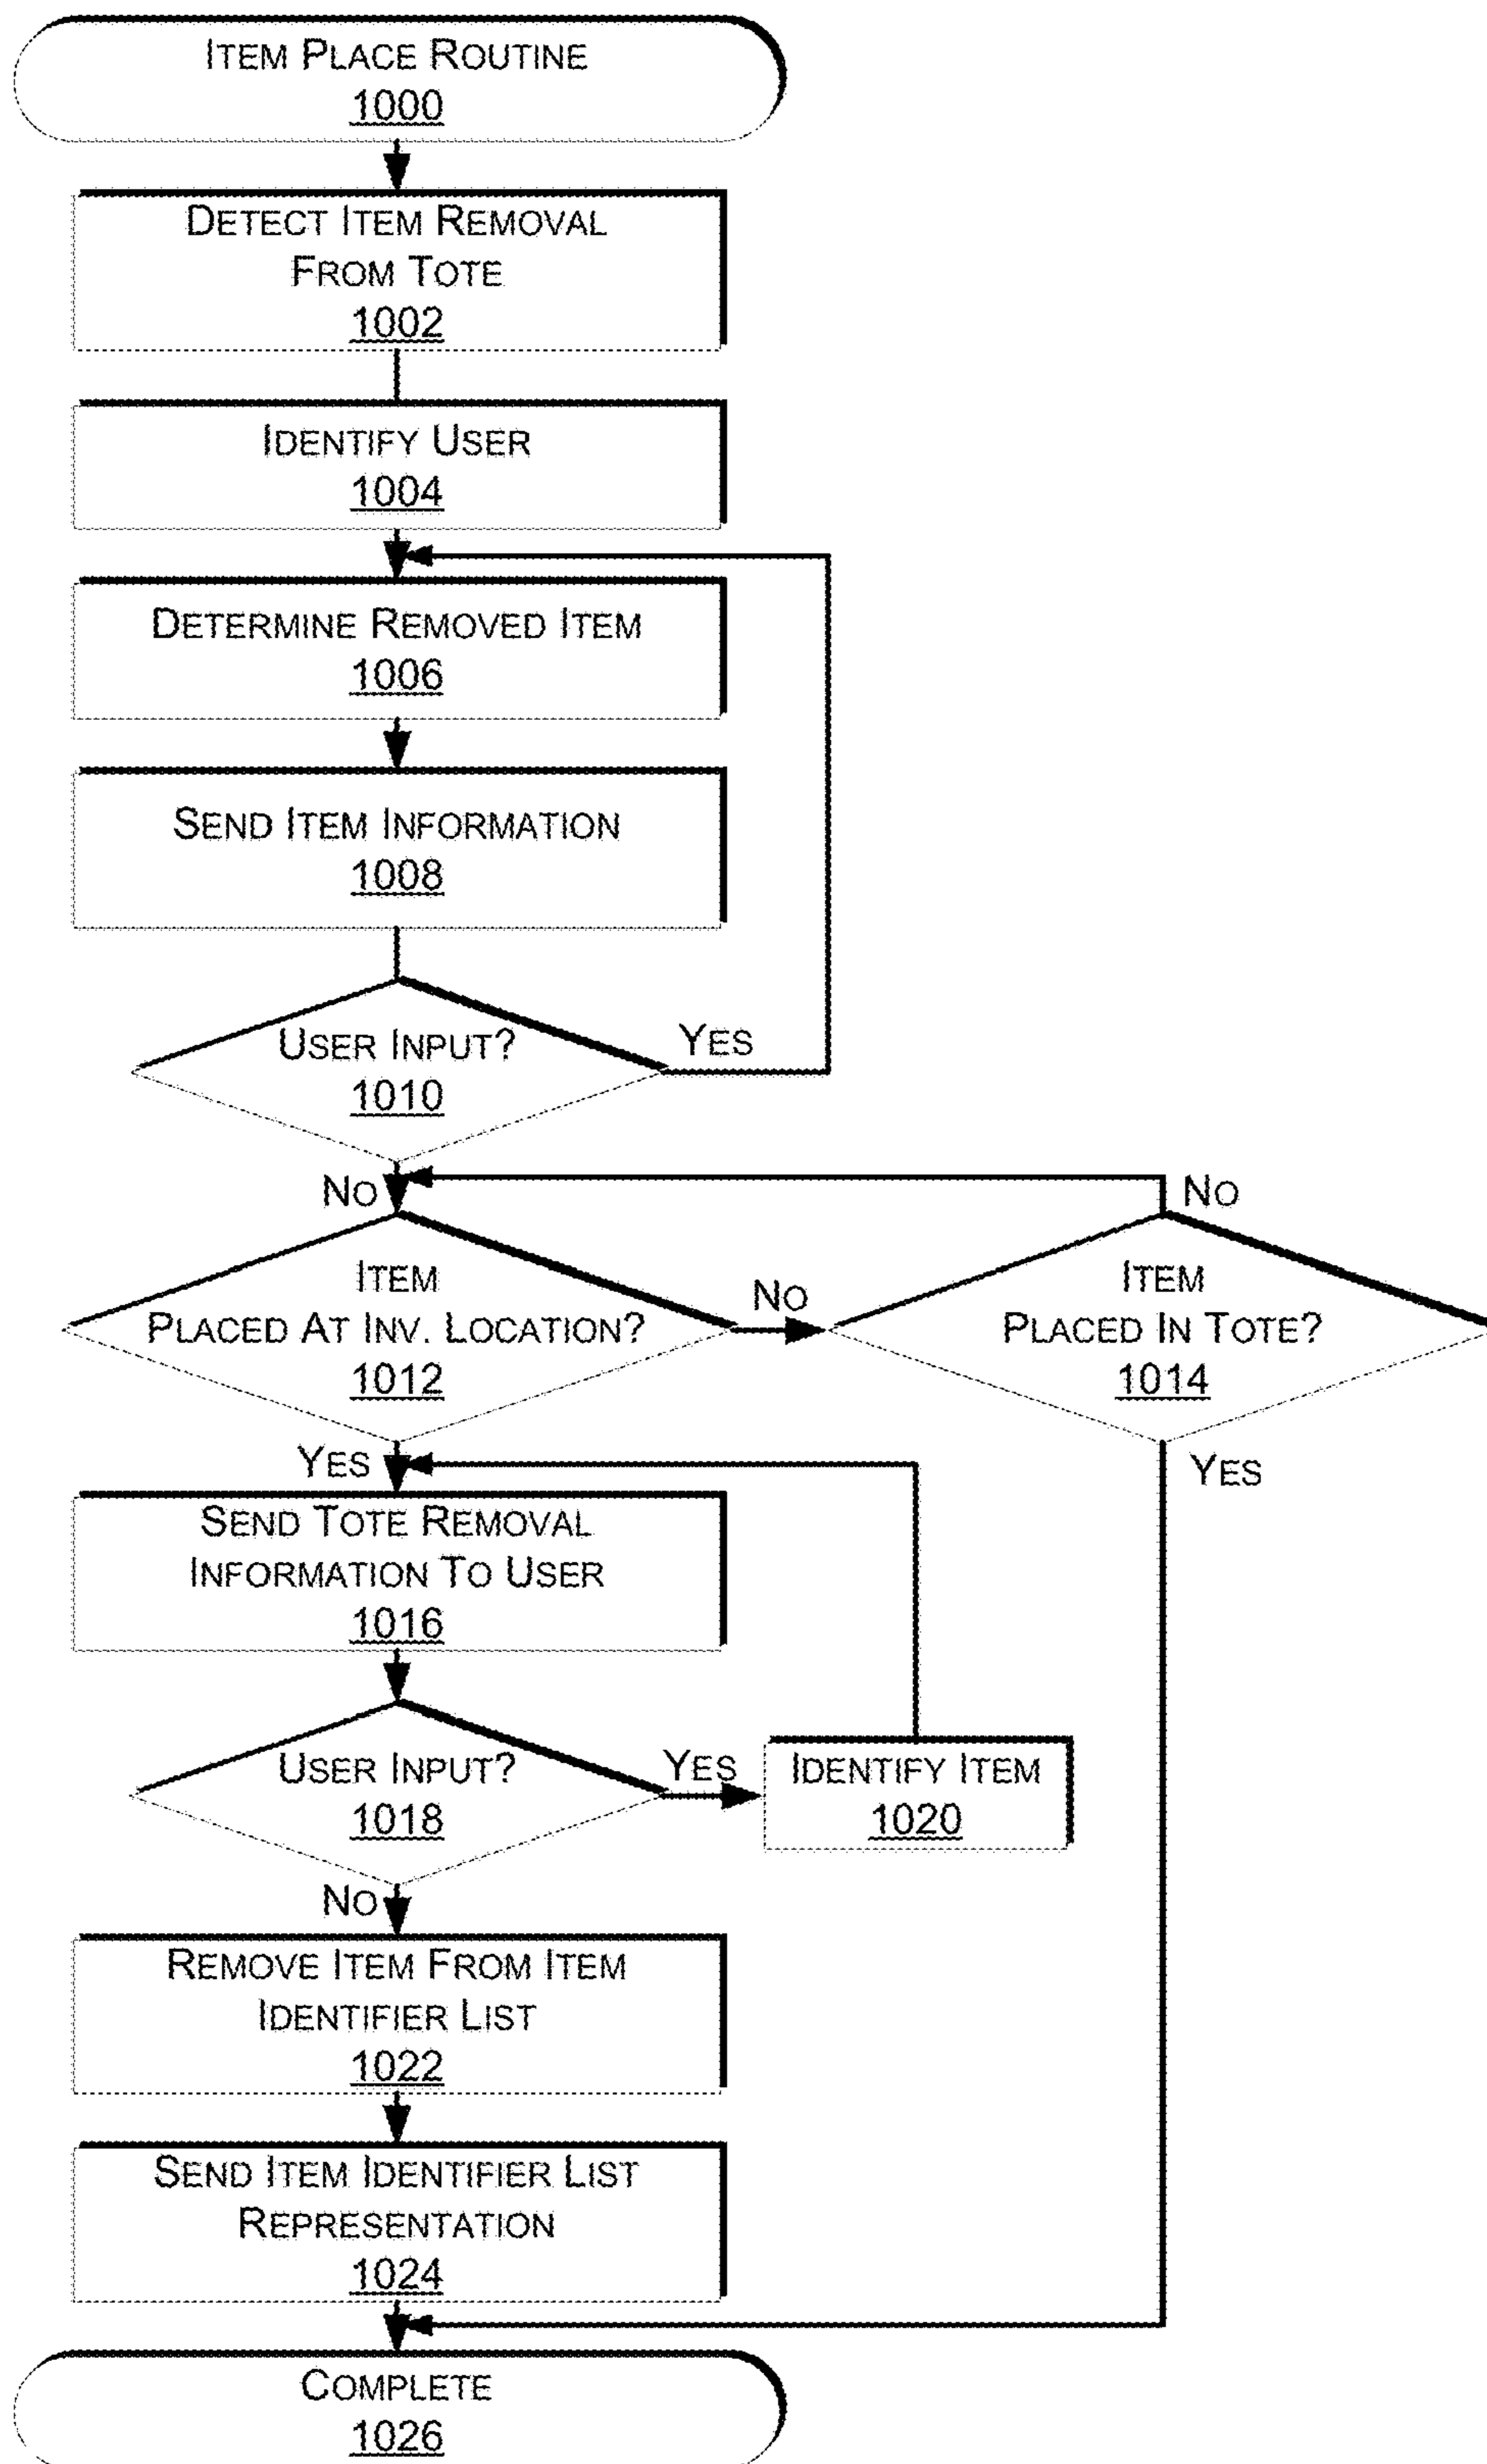 ITEM PLACE ROUTINE
1000
DETECT ITEM REMOVAL
FROM TOTE
1002
IDENTIFY USER
1004
DETERMINE REMOVED ITEM
1006
SEND ITEM INFORMATION
1008
USER INPUT?
1010
YES
NO
ITEM
PLACED AT INV. LOCATION?
1012
NO
NO
ITEM
PLACED IN TOTE?
1014
YES
YES
SEND TOTE REMOVAL
INFORMATION TO USER
1016
USER INPUT?
1018
YES
IDENTIFY ITEM
1020
NO
REMOVE ITEM FROM ITEM
IDENTIFIER LIST
1022
SEND ITEM IDENTIFIER LIST
REPRESENTATION
1024
COMPLETE
1026